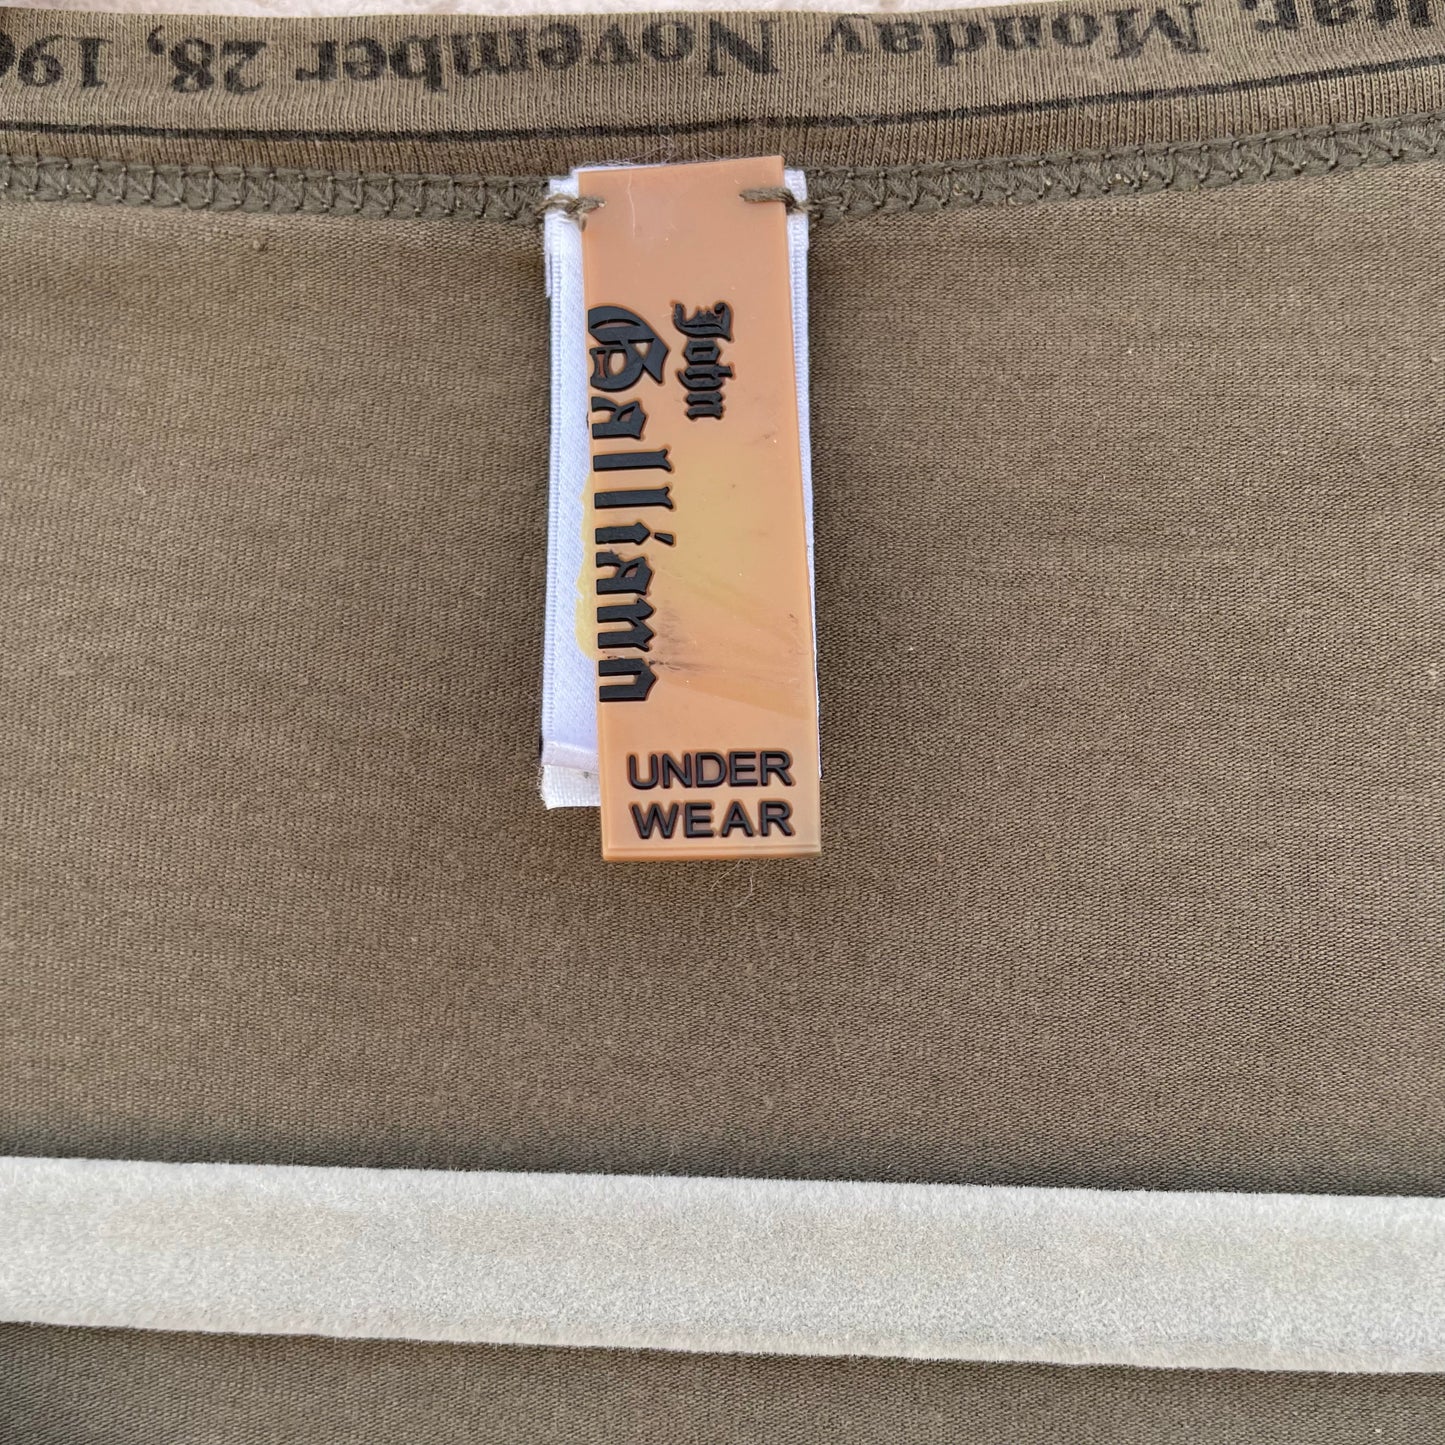 Monday November 28, 19
John
Galliano
UNDER
WEAR